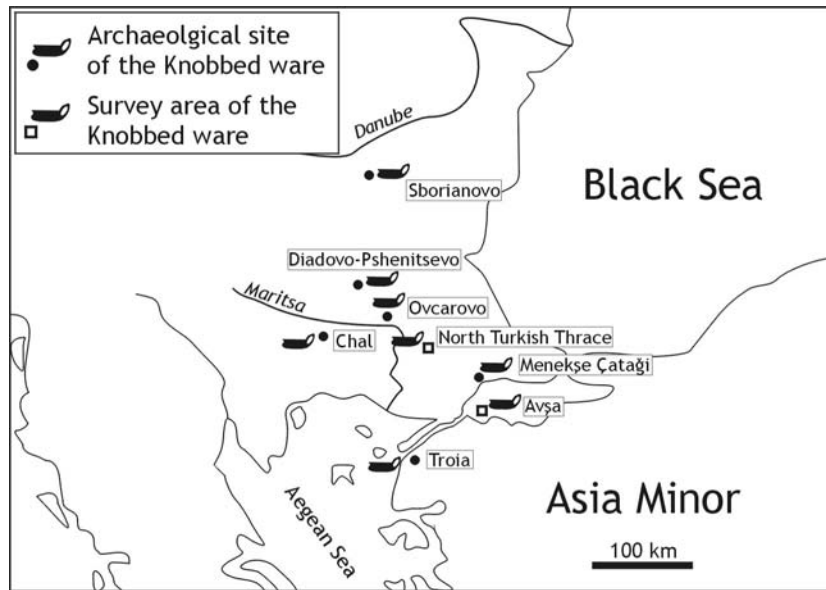 Archaeolgical site
of the Knobbed ware
Survey area of the
Knobbed ware
Danube
Sborianovo
Black Sea
Diadovo-Pshenitsevo
Maritsa
Ovcarovo
Chal
North Turkish Thrace
Menekşe Çataği
Avşa
Troia
Aegean Sea
Asia Minor
100 km